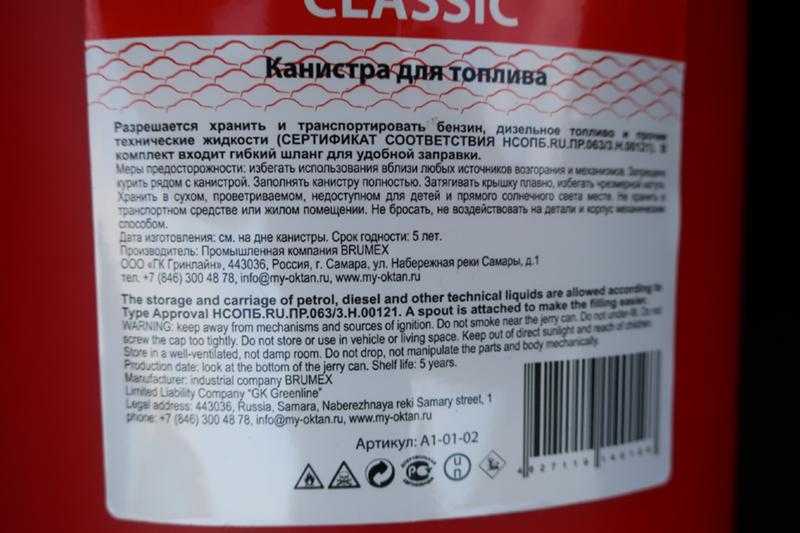 CLASSIC
Канистра для топлива
Разрешается хранить и транспортировать бензин, дизельное топливо и прочие
технические жидкости (СЕРТИФИКАТ СООТВЕТСТВИЯ НСОПБ.RU.ПР.063/3.Н.00121). В
комплект входит гибкий шланг для удобной заправки.
Меры предосторожности: избегать использования вблизи любых источников возгорания и механизмов. Запрещено
курить рядом с канистрой. Заполнять канистру полностью. Затягивать крышку плавно, избегать чрезмерной
Хранить в сухом, проветриваемом, недоступном для детей и прямого солнечного света месте. Не хранить в
транспортном средстве или жилом помещении. Не бросать, не воздействовать на детали и корпус механическим
способом.
Дата изготовления: см. на дне канистры. Срок годности: 5 лет.
Производитель: Промышленная компания BRUMEX
ООО «ГК Гринлайн», 443036, Россия, г. Самара, ул. Набережная реки Самары, д.1
тел. +7 (846) 300 48 78, info@my-oktan.ru, www.my-oktan.ru
The storage and carriage of petrol, diesel and other technical liquids are allowed according to
Type Approval НСОПБ.RU.ПР.063/3.Н.00121. A spout is attached to make the filling easier.
WARNING: keep away from mechanisms and sources of ignition. Do not smoke near the jerry can. Do not under-fill. Do not
screw the cap too tightly. Do not store or use in vehicle or living space. Keep out of direct sunlight and reach of children.
Store in a well-ventilated, not damp room. Do not drop, not manipulate the parts and body mechanically.
Production date: look at the bottom of the jerry can. Shelf life: 5 years.
Manufacturer: industrial company BRUMEX
Limited Liability Company "GK Greenline"
Legal address: 443036, Russia, Samara, Naberezhnaya reki Samary street, 1
phone: +7 (846) 300 48 78, info@my-oktan.ru, www.my-oktan.ru
Артикул: А1-01-02